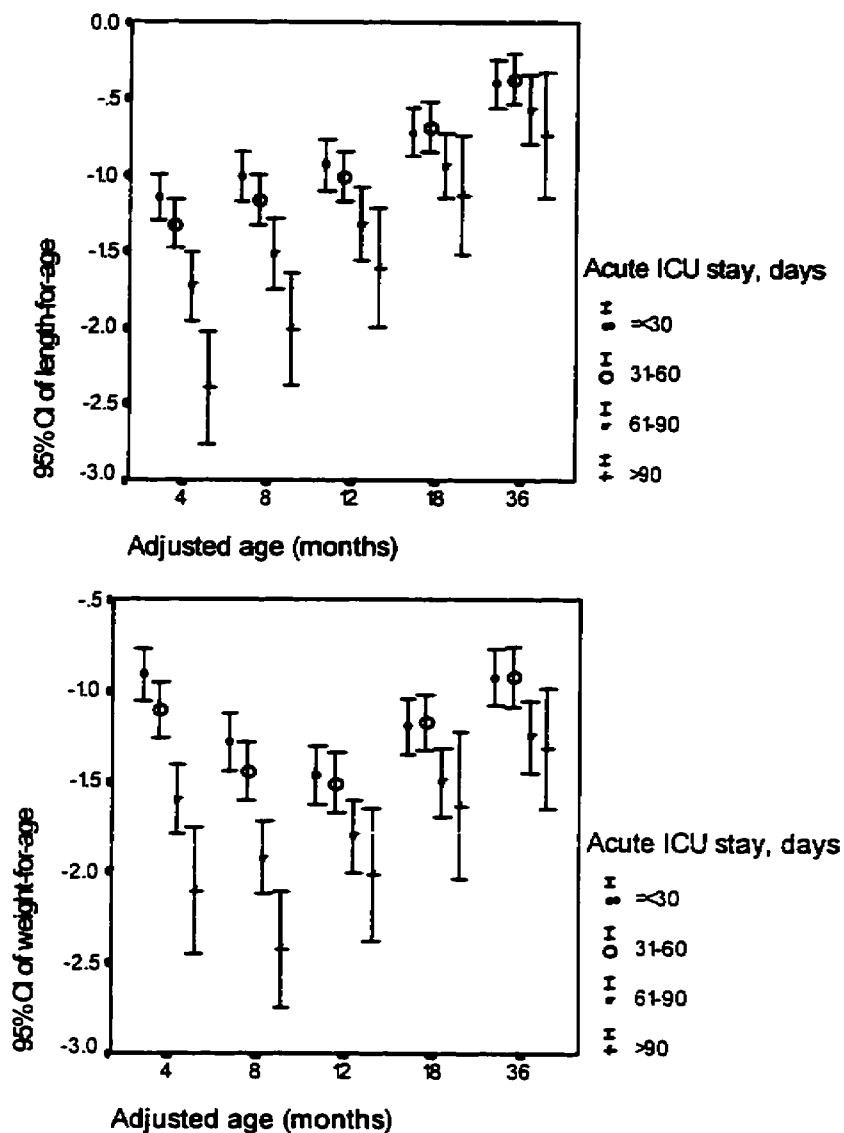 0.0
-.5
-1.0
-1.5
-2.0
-2.5
-3.0
95% CI of length-for-age
4 8 12 18 36
Adjusted age (months)
Acute ICU stay, days
=<30
31-60
61-90
>90
-.5
-1.0
-1.5
-2.0
-2.5
-3.0
95% CI of weight-for-age
4 8 12 18 36
Adjusted age (months)
Acute ICU stay, days
=<30
31-60
61-90
>90